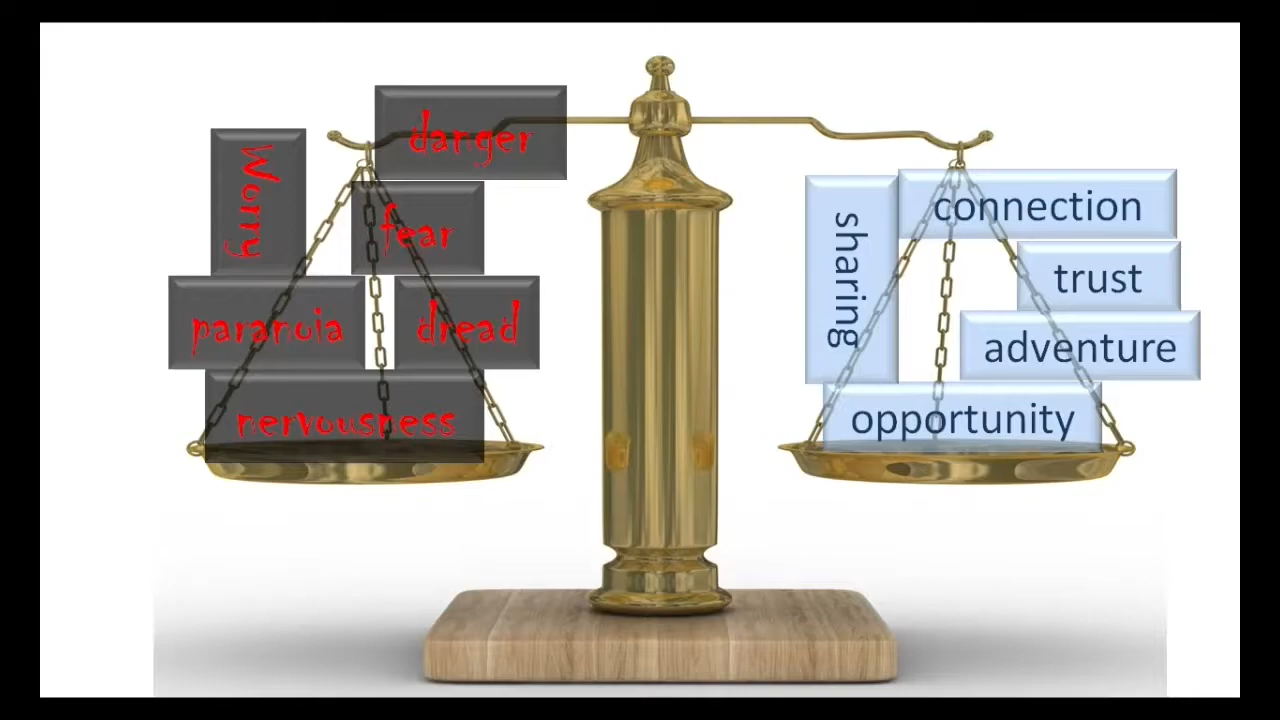 danger
Worry
fear
paranoia
dread
nervousness
connection
sharing
trust
adventure
opportunity